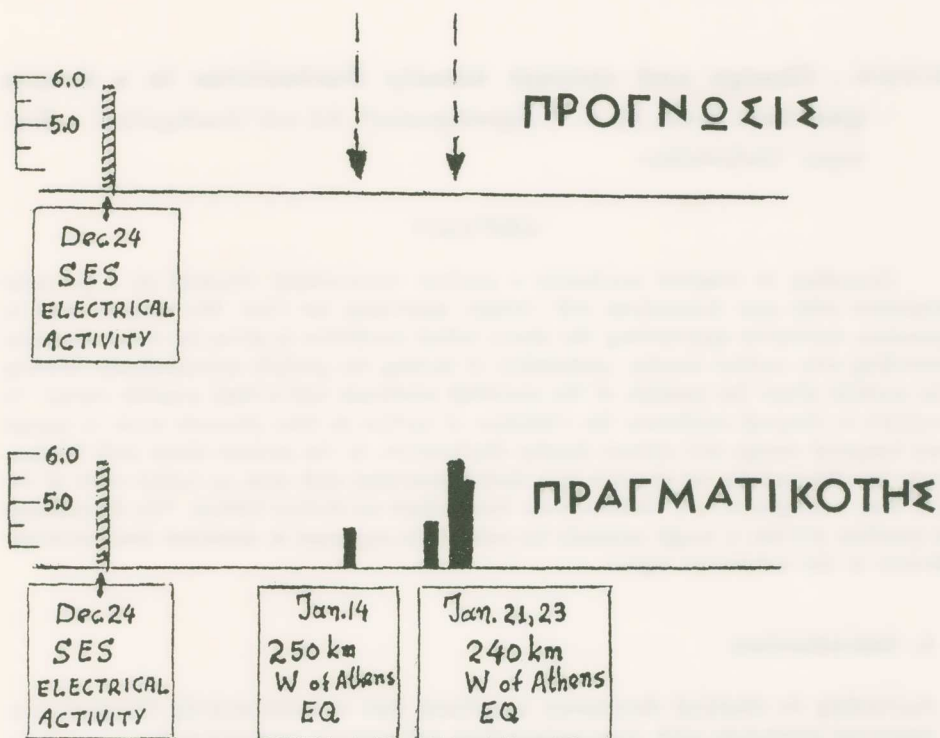 6.0
5.0
ΠΡΟΓΝΩΣΙΣ
Dec.24
SES
ELECTRICAL
ACTIVITY
6.0
5.0
ΠΡΑΓΜΑΤΙΚΟΤΗΣ
Dec.24
SES
ELECTRICAL
ACTIVITY
Jan.14
250 km
W of Athens
EQ
Jan. 21,23
240 km
W of Athens
EQ